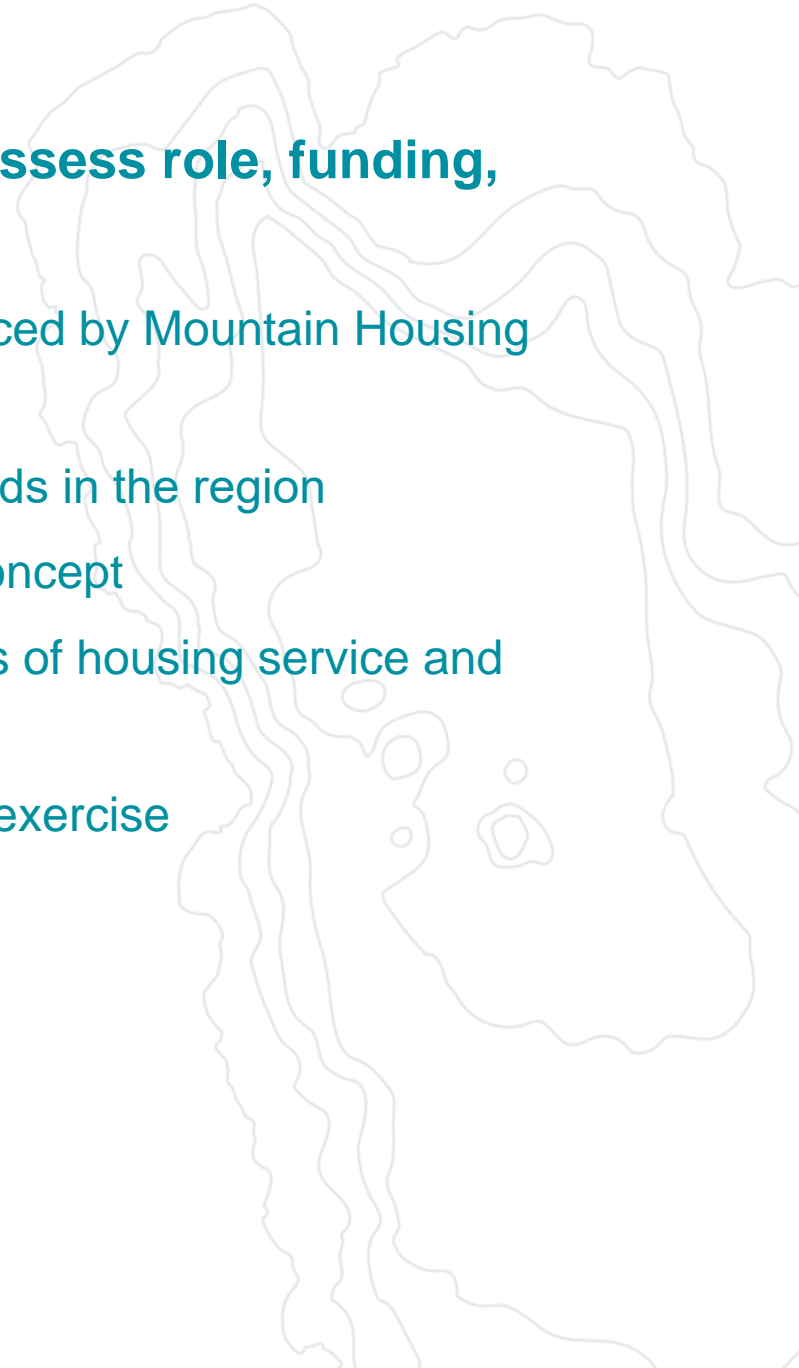 ssess role, funding,
ced by Mountain Housing
ds in the region
oncept
s of housing service and
exercise